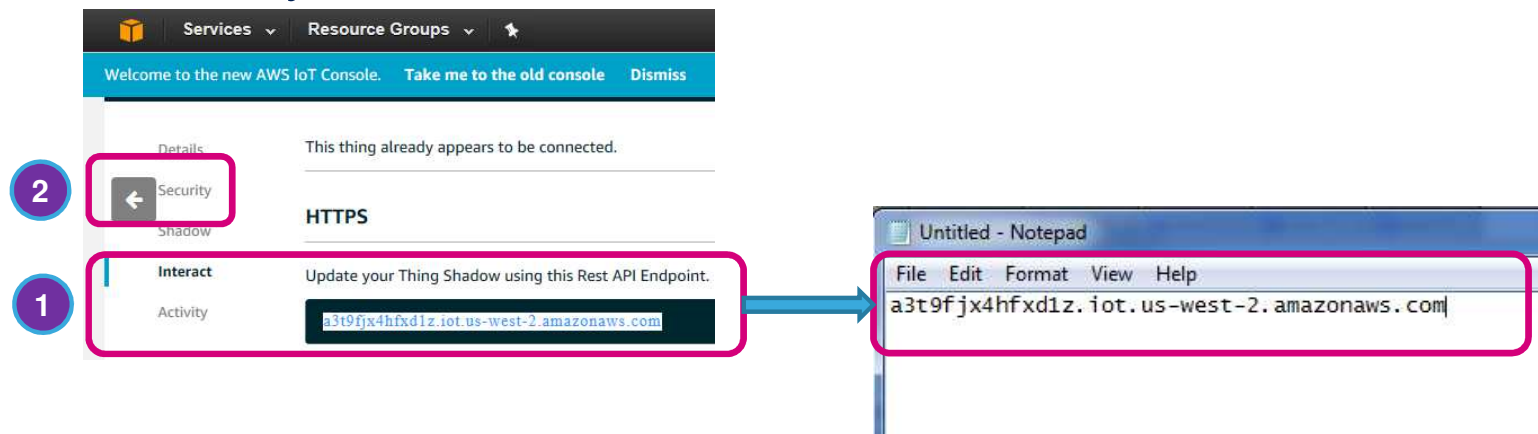 Services Resource Groups
Welcome to the new AWS IoT Console. Take me to the old console Dismiss
Details
This thing already appears to be connected.
2
Security
HTTPS
Shadow
Interact
Update your Thing Shadow using this Rest API Endpoint.
1
Activity
a3t9fjx4hfxd1z.iot.us-west-2.amazonaws.com
Untitled - Notepad
File Edit Format View Help
a3t9fjx4hfxd1z.iot.us-west-2.amazonaws.com